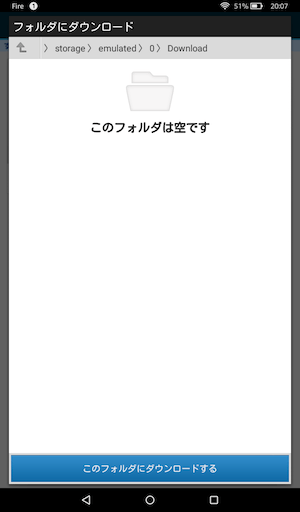 Fire 1 51% 20:07
フォルダにダウンロード
storage 〉 emulated 〉 0 〉 Download
このフォルダは空です
このフォルダにダウンロードする